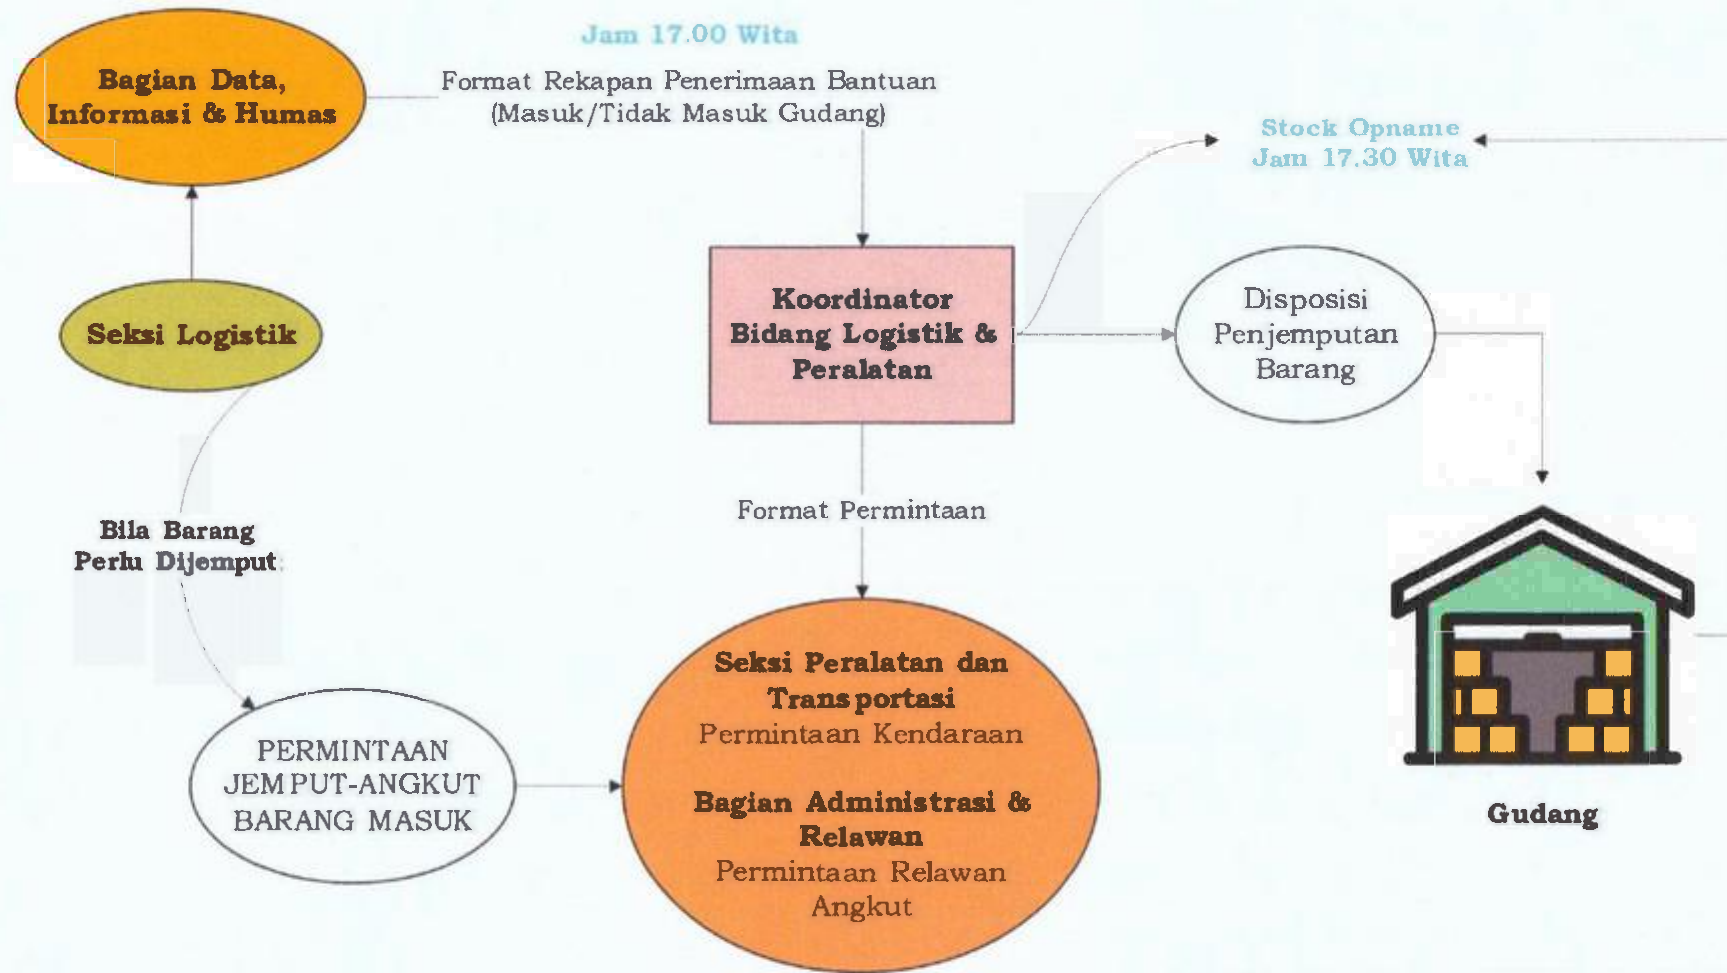 Jam 17.00 Wita
Bagian Data,
Informasi & Humas
Format Rekapan Penerimaan Bantuan
(Masuk/Tidak Masuk Gudang)
Stock Opname
Jam 17.30 Wita
Seksi Logistik
Koordinator
Bidang Logistik &
Peralatan
Disposisi
Penjemputan
Barang
Bila Barang
Perlu Dijemput
Format Permintaan
PERMINTAAN
JEMPUT-ANGKUT
BARANG MASUK
Seksi Peralatan dan
Transportasi
Permintaan Kendaraan
Bagian Administrasi &
Relawan
Permintaan Relawan
Angkut
Gudang